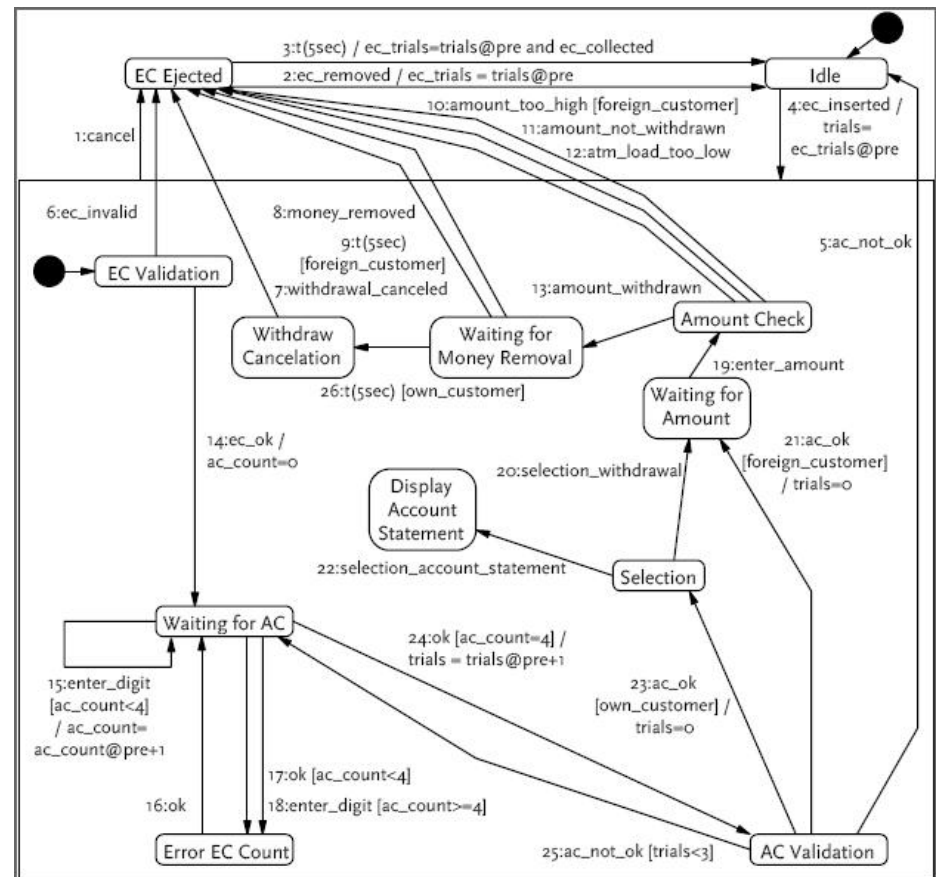 3:t(5sec) / ec_trials=trials@pre and ec_collected
EC Ejected
2:ec_removed / ec_trials = trials@pre
Idle
10:amount_too_high [foreign_customer]
11:amount_not_withdrawn
12:atm_load_too_low
4:ec_inserted /
trials=
ec_trials@pre
1:cancel
6:ec_invalid
8:money_removed
9:t(5sec)
[foreign_customer]
7:withdrawal_canceled
5:ac_not_ok
EC Validation
13:amount_withdrawn
Withdraw
Cancelation
Waiting for
Money Removal
Amount Check
26:t(5sec) [own_customer]
19:enter_amount
Waiting for
Amount
14:ec_ok /
ac_count=0
20:selection_withdrawal
21:ac_ok
[foreign_customer]
/ trials=0
Display
Account
Statement
22:selection_account_statement
Selection
Waiting for AC
24:ok [ac_count=4] /
trials = trials@pre+1
15:enter_digit
[ac_count<4]
/ ac_count=
ac_count@pre+1
23:ac_ok
[own_customer] /
trials=0
17:ok [ac_count<4]
16:ok
18:enter_digit [ac_count>=4]
Error EC Count
25:ac_not_ok [trials<3]
AC Validation